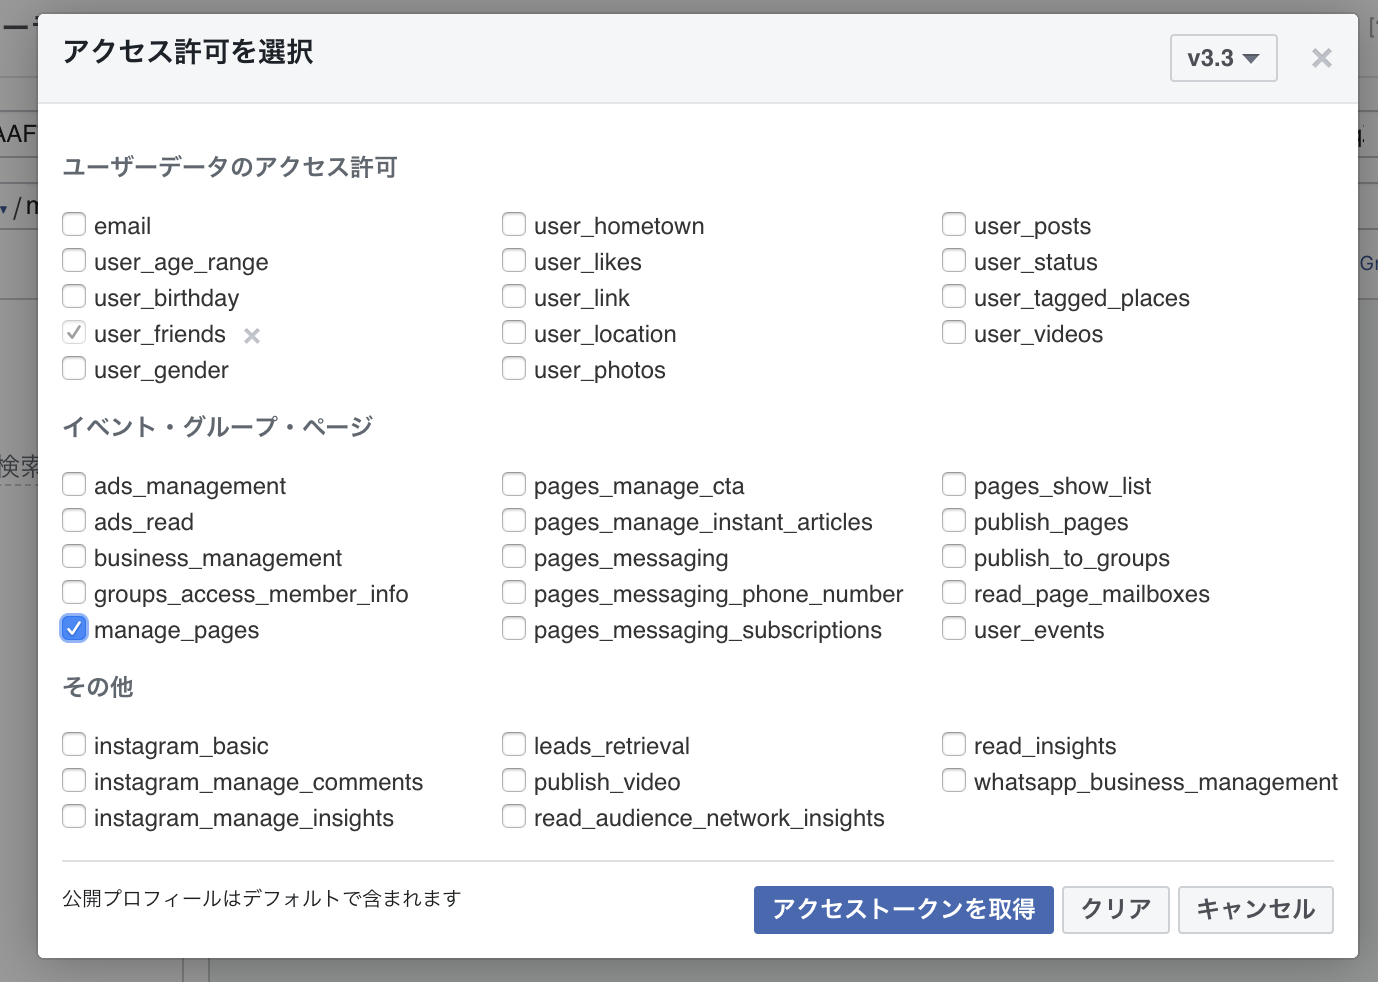 アクセス許可を選択
v3.3
AAF
/
ユーザーデータのアクセス許可
email
user_age_range
user_birthday
user_friends
user_gender
user_hometown
user_likes
user_link
user_location
user_photos
user_posts
user_status
user_tagged_places
user_videos
イベント・グループ・ページ
ads_management
ads_read
business_management
groups_access_member_info
manage_pages
pages_manage_cta
pages_manage_instant_articles
pages_messaging
pages_messaging_phone_number
pages_messaging_subscriptions
pages_show_list
publish_pages
publish_to_groups
read_page_mailboxes
user_events
検索
その他
instagram_basic
instagram_manage_comments
instagram_manage_insights
leads_retrieval
publish_video
read_audience_network_insights
read_insights
whatsapp_business_management
公開プロフィールはデフォルトで含まれます
アクセストークンを取得
クリア
キャンセル